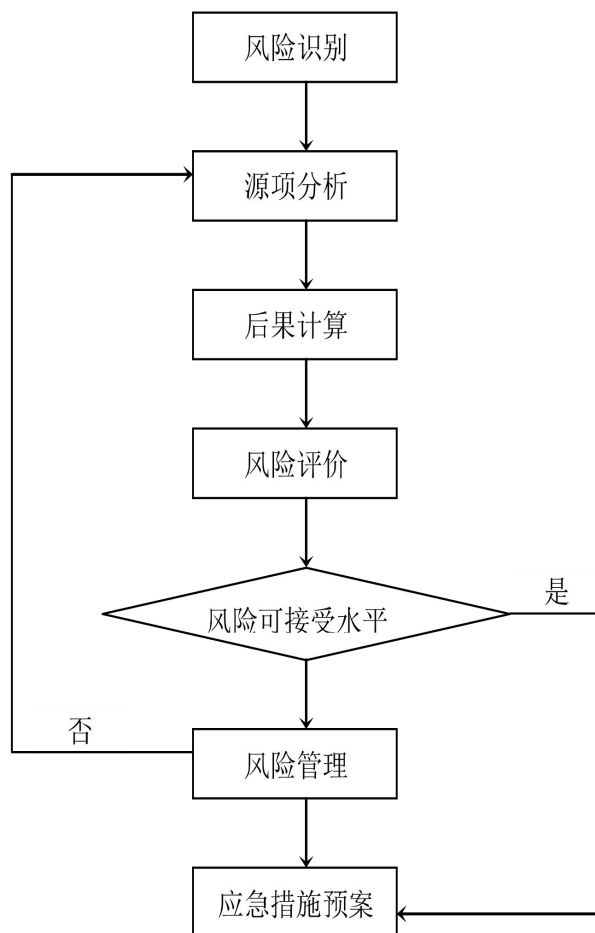 风险识别
源项分析
后果计算
风险评价
风险可接受水平
是
否
风险管理
应急措施预案